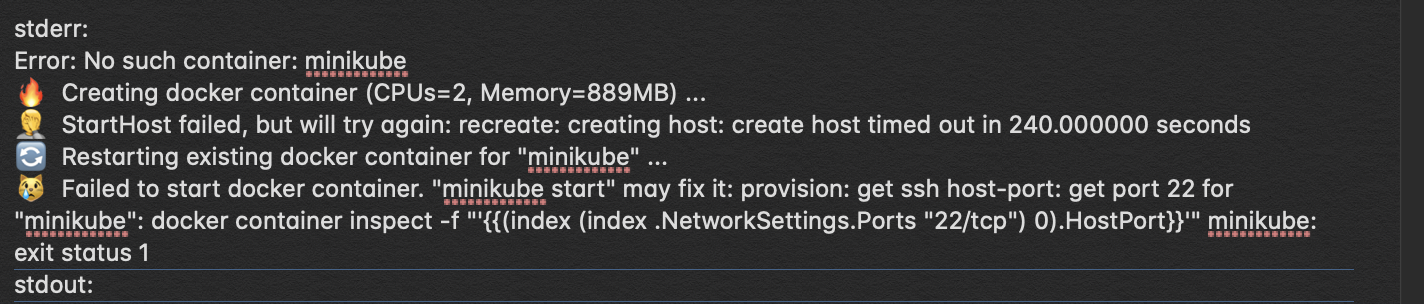 stderr:
Error: No such container: minikube
🔥 Creating docker container (CPUs=2, Memory=889MB) ...
🤦 StartHost failed, but will try again: recreate: creating host: create host timed out in 240.000000 seconds
🔄 Restarting existing docker container for "minikube" ...
😿 Failed to start docker container. "minikube start" may fix it: provision: get ssh host-port: get port 22 for
"minikube": docker container inspect -f "'{{(index (index .NetworkSettings.Ports "22/tcp") 0).HostPort}}'" minikube:
exit status 1
stdout: